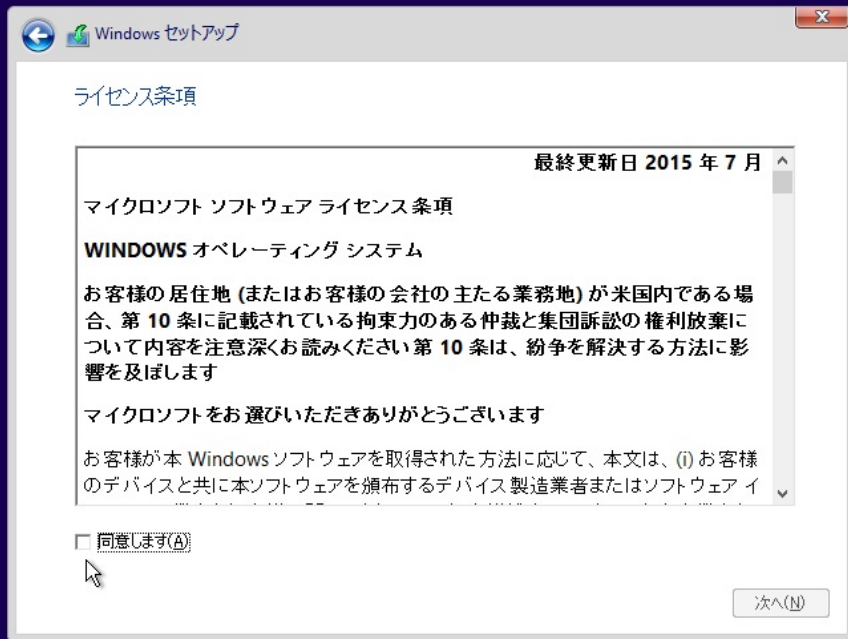 Windows セットアップ
ライセンス条項
最終更新日 2015 年 7 月
マイクロソフト ソフトウェア ライセンス条項
WINDOWS オペレーティング システム
お客様の居住地 (またはお客様の会社の主たる業務地) が米国内である場
合、第 10 条に記載されている拘束力のある仲裁と集団訴訟の権利放棄に
ついて内容を注意深くお読みください第 10 条は、紛争を解決する方法に影
響を及ぼします
マイクロソフトをお選びいただきありがとうございます
お客様が本 Windows ソフトウェアを取得された方法に応じて、本文は、(i) お客様
のデバイスと共に本ソフトウェアを頒布するデバイス製造業者またはソフトウェア イ
同意します(A)
次へ(N)